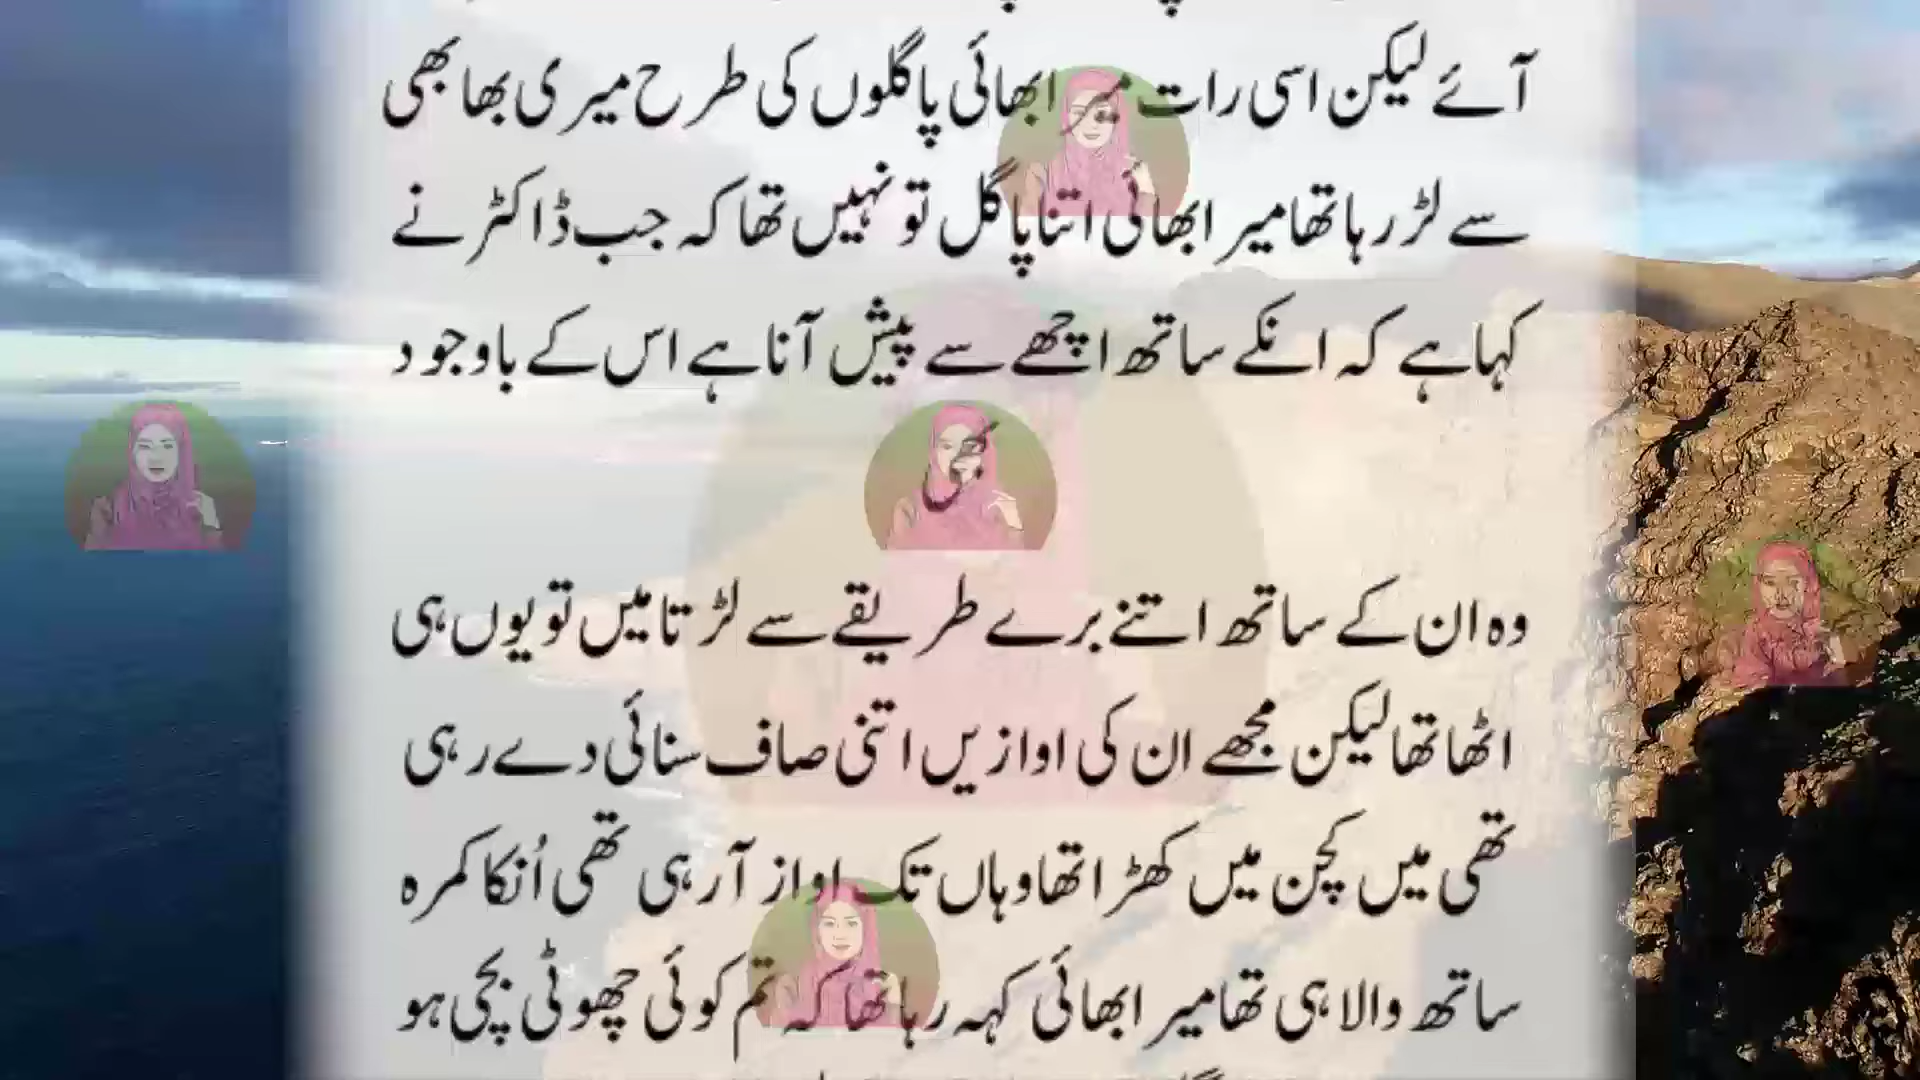 آئے لیکن اسی رات میرا بھائی پاگلوں کی طرح میری بھابھی
سے لڑ رہا تھا میرا بھائی اتنا پاگل تو نہیں تھا کہ جب ڈاکٹر نے
کہا ہے کہ انکے ساتھ اچھے سے پیش آنا ہے اس کے باوجود
وہ ان کے ساتھ اتنے برے طریقے سے لڑتا میں تو یوں ہی
اٹھا تھا لیکن مجھے ان کی اوازیں اتنی صاف سنائی دے رہی
تھی میں کچن میں کھڑا تھا وہاں تک اواز آرہی تھی اُنکا کمرہ
ساتھ والا ہی تھا میرا بھائی کہہ رہا تھا کہ تم کوئی چھوٹی بچی ہو